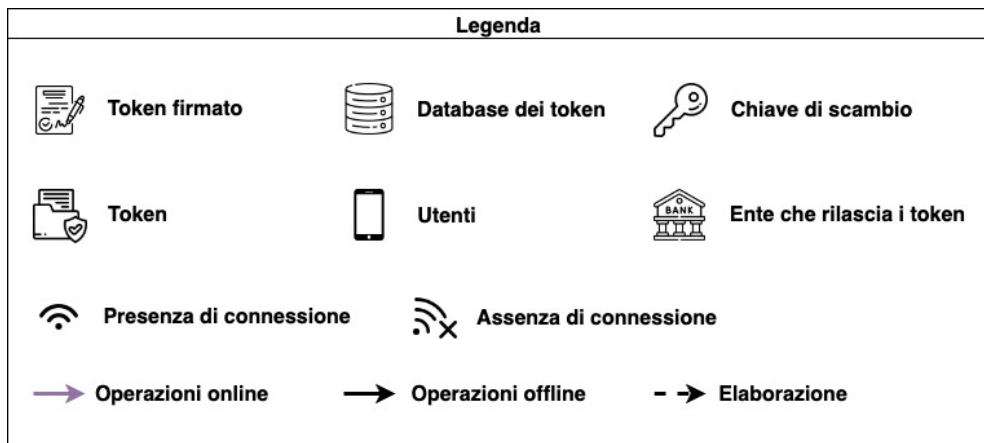 Legenda
Token firmato
Database dei token
Chiave di scambio
Token
Utenti
BANK
Ente che rilascia i token
Presenza di connessione
Assenza di connessione
Operazioni online
Operazioni offline
Elaborazione